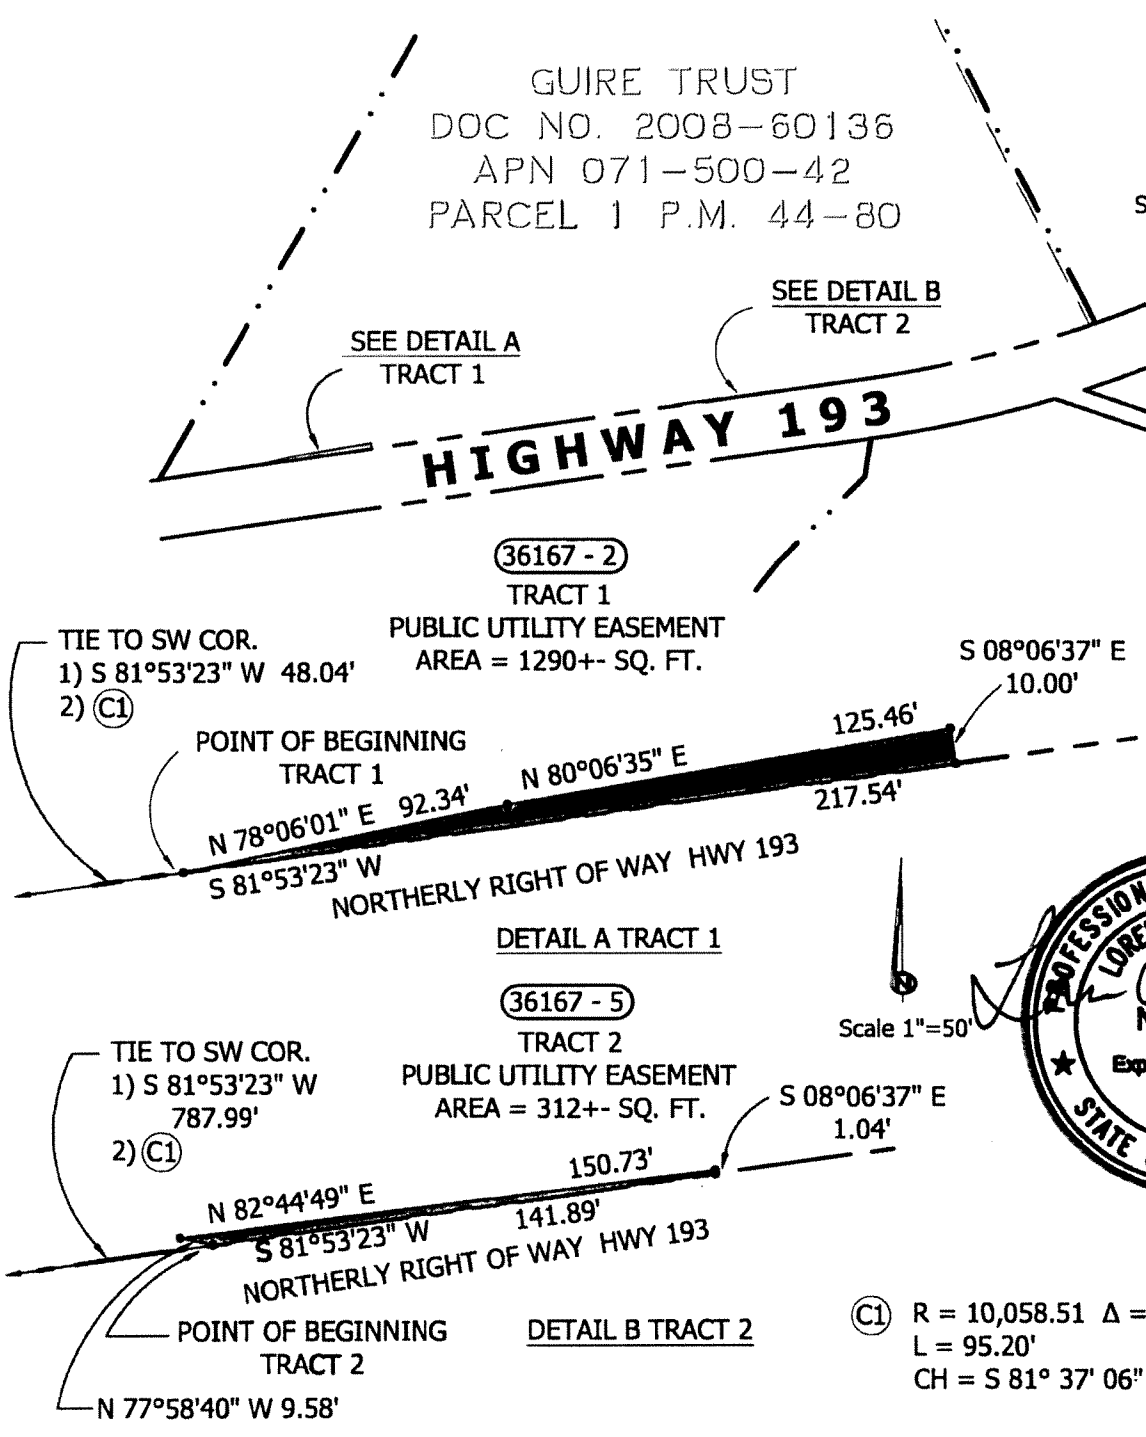 GUIRE TRUST
DOC NO. 2008-60136
APN 071-500-42
PARCEL 1 P.M. 44-80
S
SEE DETAIL B
TRACT 2
SEE DETAIL A
TRACT 1
HIGHWAY 193
36167 - 2
TRACT 1
PUBLIC UTILITY EASEMENT
AREA = 1290+- SQ. FT.
TIE TO SW COR.
1) S 81°53'23" W 48.04'
2) C1
S 08°06'37" E
10.00'
POINT OF BEGINNING
TRACT 1
125.46'
N 80°06'35" E
N 78°06'01" E 92.34'
217.54'
S 81°53'23" W
NORTHERLY RIGHT OF WAY HWY 193
DETAIL A TRACT 1
N
Scale 1"=50'
PROFESSION
LORE
Exp
STATE
36167 - 5
TRACT 2
PUBLIC UTILITY EASEMENT
AREA = 312+- SQ. FT.
TIE TO SW COR.
1) S 81°53'23" W
787.99'
2) C1
S 08°06'37" E
1.04'
150.73'
N 82°44'49" E
141.89'
S 81°53'23" W
NORTHERLY RIGHT OF WAY HWY 193
POINT OF BEGINNING
TRACT 2
DETAIL B TRACT 2
N 77°58'40" W 9.58'
C1 R = 10,058.51 Δ =
L = 95.20'
CH = S 81° 37' 06"